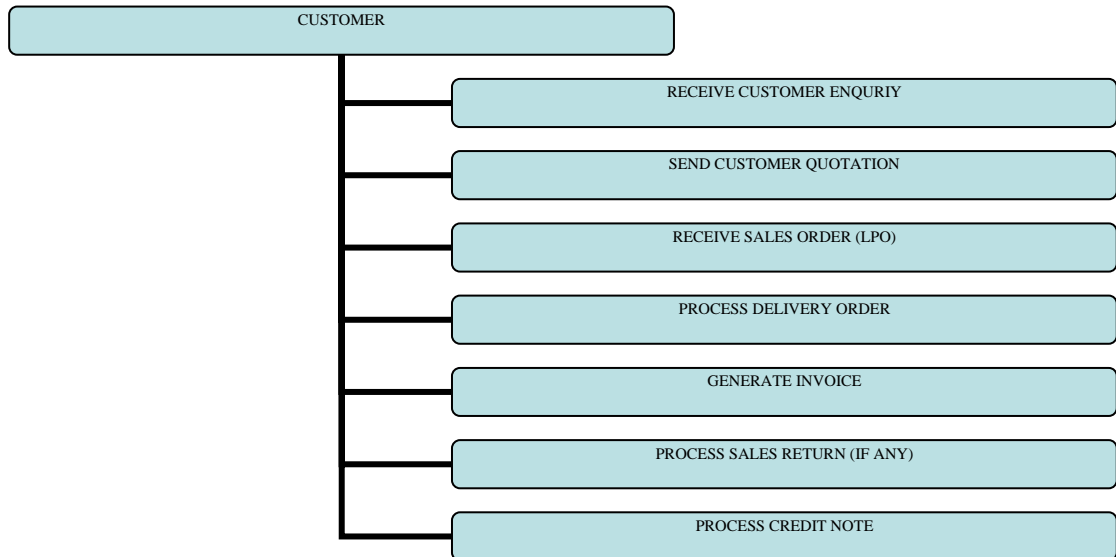 CUSTOMER
RECEIVE CUSTOMER ENQURIY
SEND CUSTOMER QUOTATION
RECEIVE SALES ORDER (LPO)
PROCESS DELIVERY ORDER
GENERATE INVOICE
PROCESS SALES RETURN (IF ANY)
PROCESS CREDIT NOTE